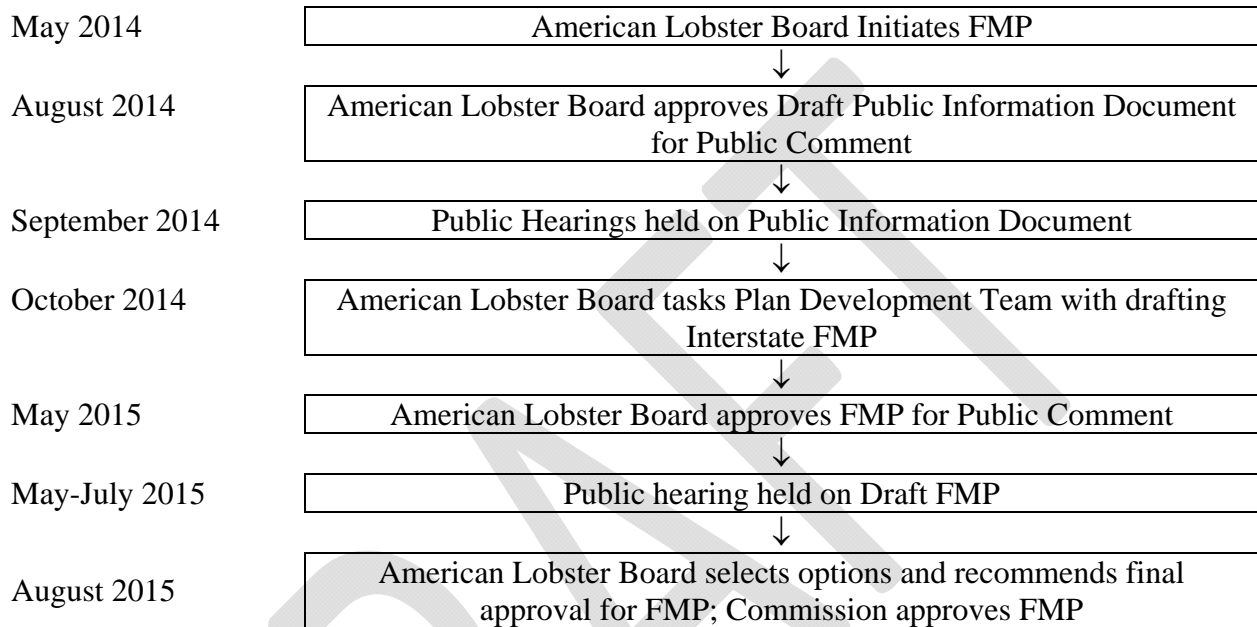 May 2014 American Lobster Board Initiates FMP
↓
August 2014 American Lobster Board approves Draft Public Information Document
for Public Comment
↓
September 2014 Public Hearings held on Public Information Document
↓
October 2014 American Lobster Board tasks Plan Development Team with drafting
Interstate FMP
↓
May 2015 American Lobster Board approves FMP for Public Comment
↓
May-July 2015 Public hearing held on Draft FMP
↓
August 2015 American Lobster Board selects options and recommends final
approval for FMP; Commission approves FMP
DRAFT